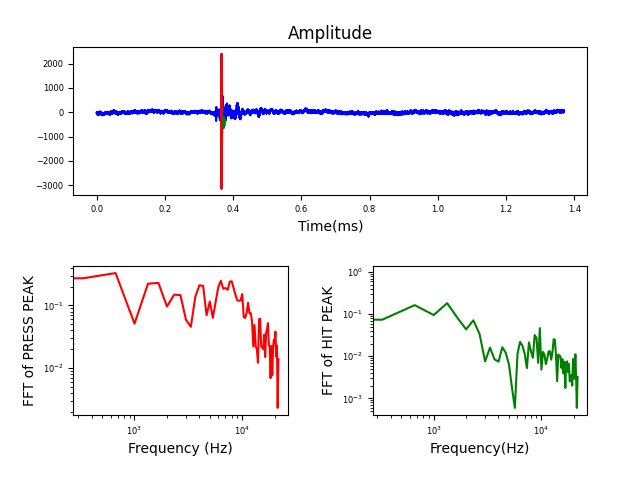 Amplitude
2000
1000
0
−1000
−2000
−3000
0.0 0.2 0.4 0.6 0.8 1.0 1.2 1.4
Time(ms)
FFT of PRESS PEAK
10⁻¹
10⁻²
10³ 10⁴
Frequency (Hz)
FFT of HIT PEAK
10⁰
10⁻¹
10⁻²
10⁻³
10³ 10⁴
Frequency(Hz)